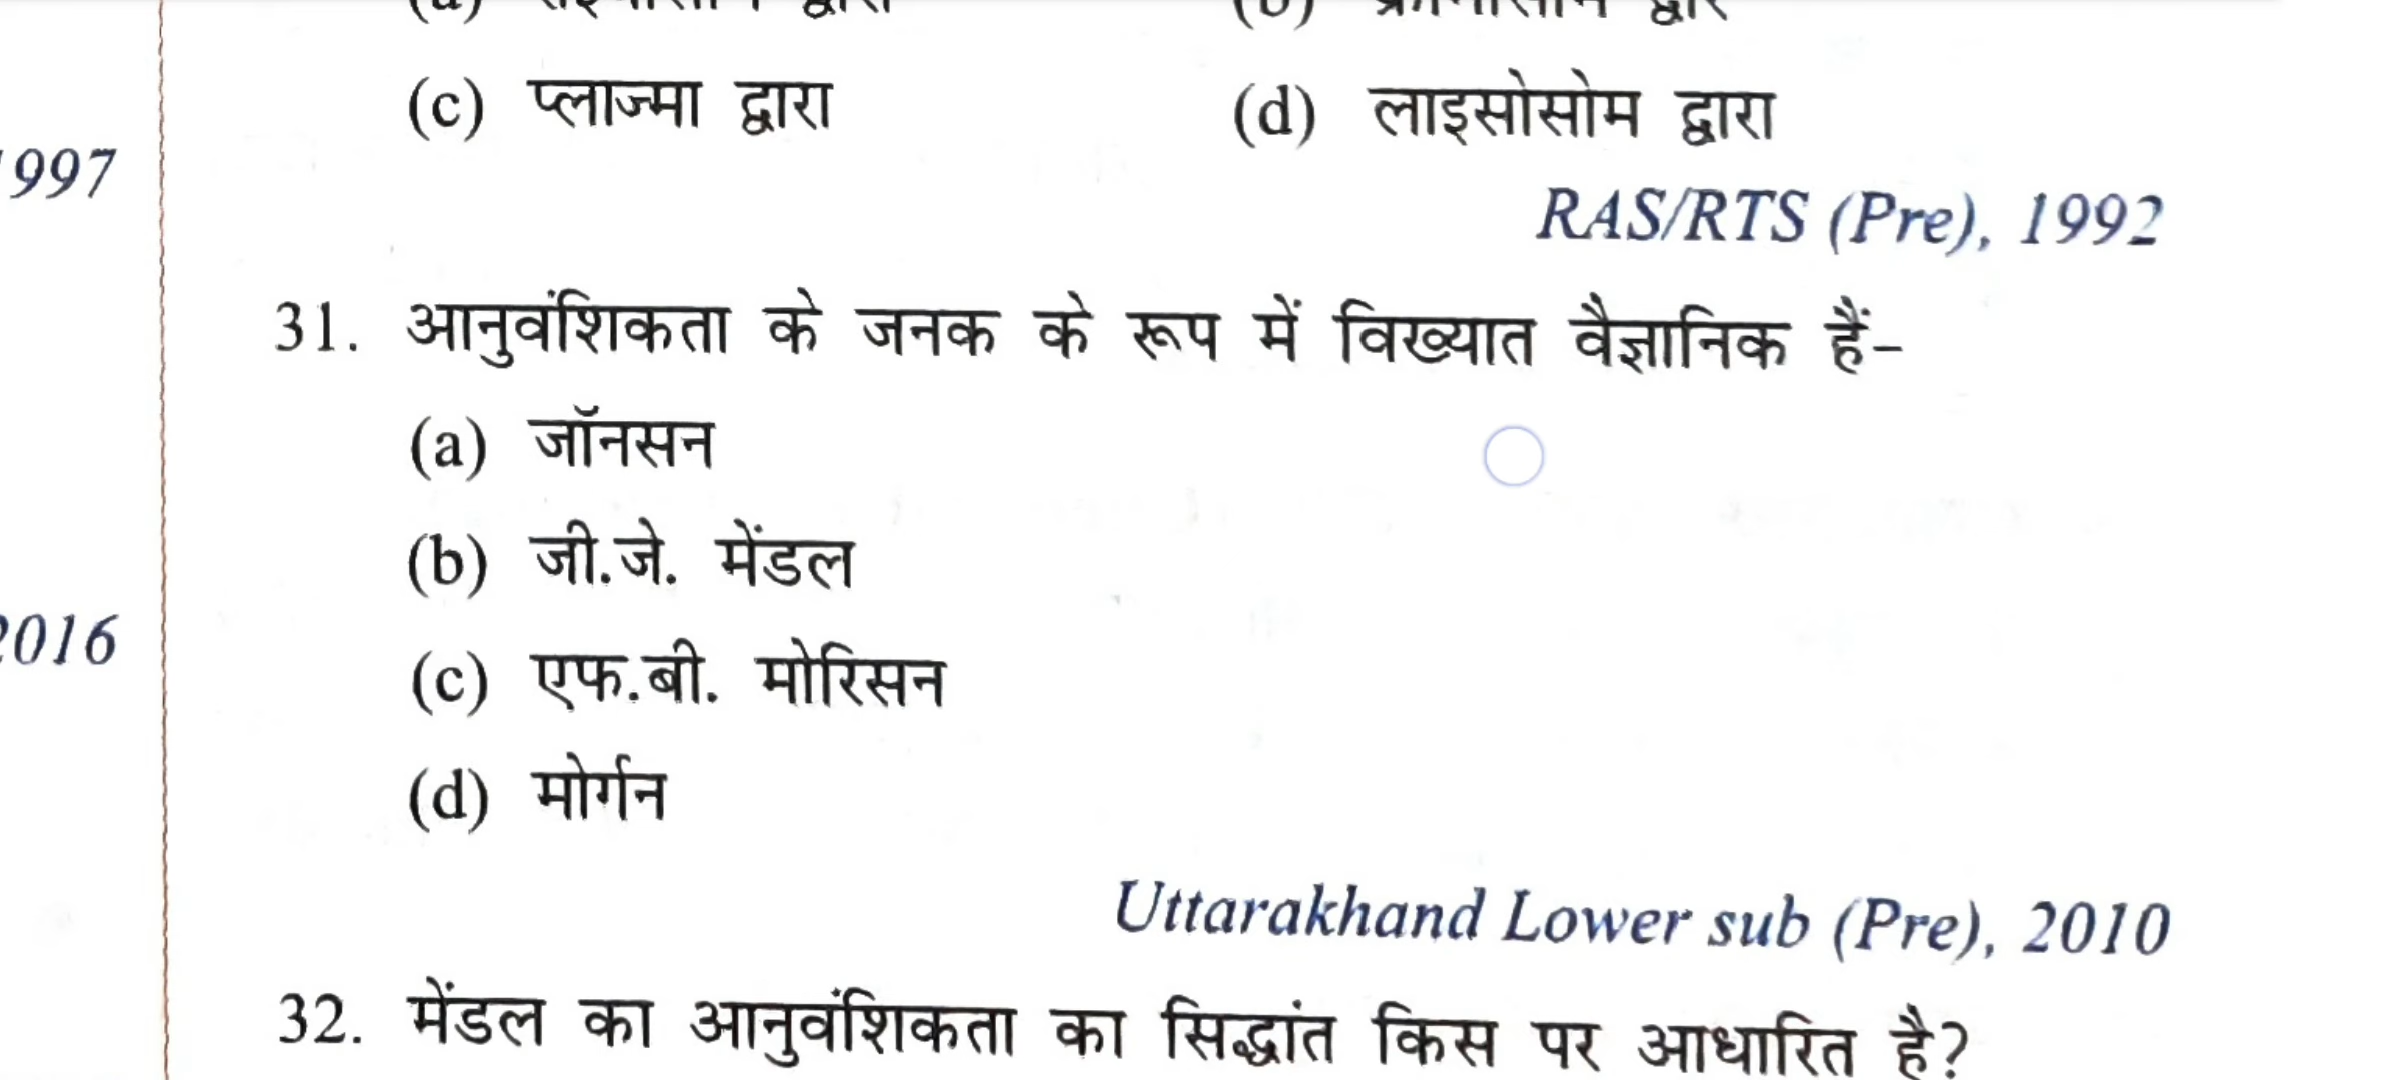 (c) प्लाज्मा द्वारा (d) लाइसोसोम द्वारा
997
RAS/RTS (Pre), 1992
31. आनुवंशिकता के जनक के रूप में विख्यात वैज्ञानिक हैं-
(a) जॉनसन
(b) जी.जे. मेंडल
2016
(c) एफ.बी. मोरिसन
(d) मोर्गन
Uttarakhand Lower sub (Pre), 2010
32. मेंडल का आनुवंशिकता का सिद्धांत किस पर आधारित है?